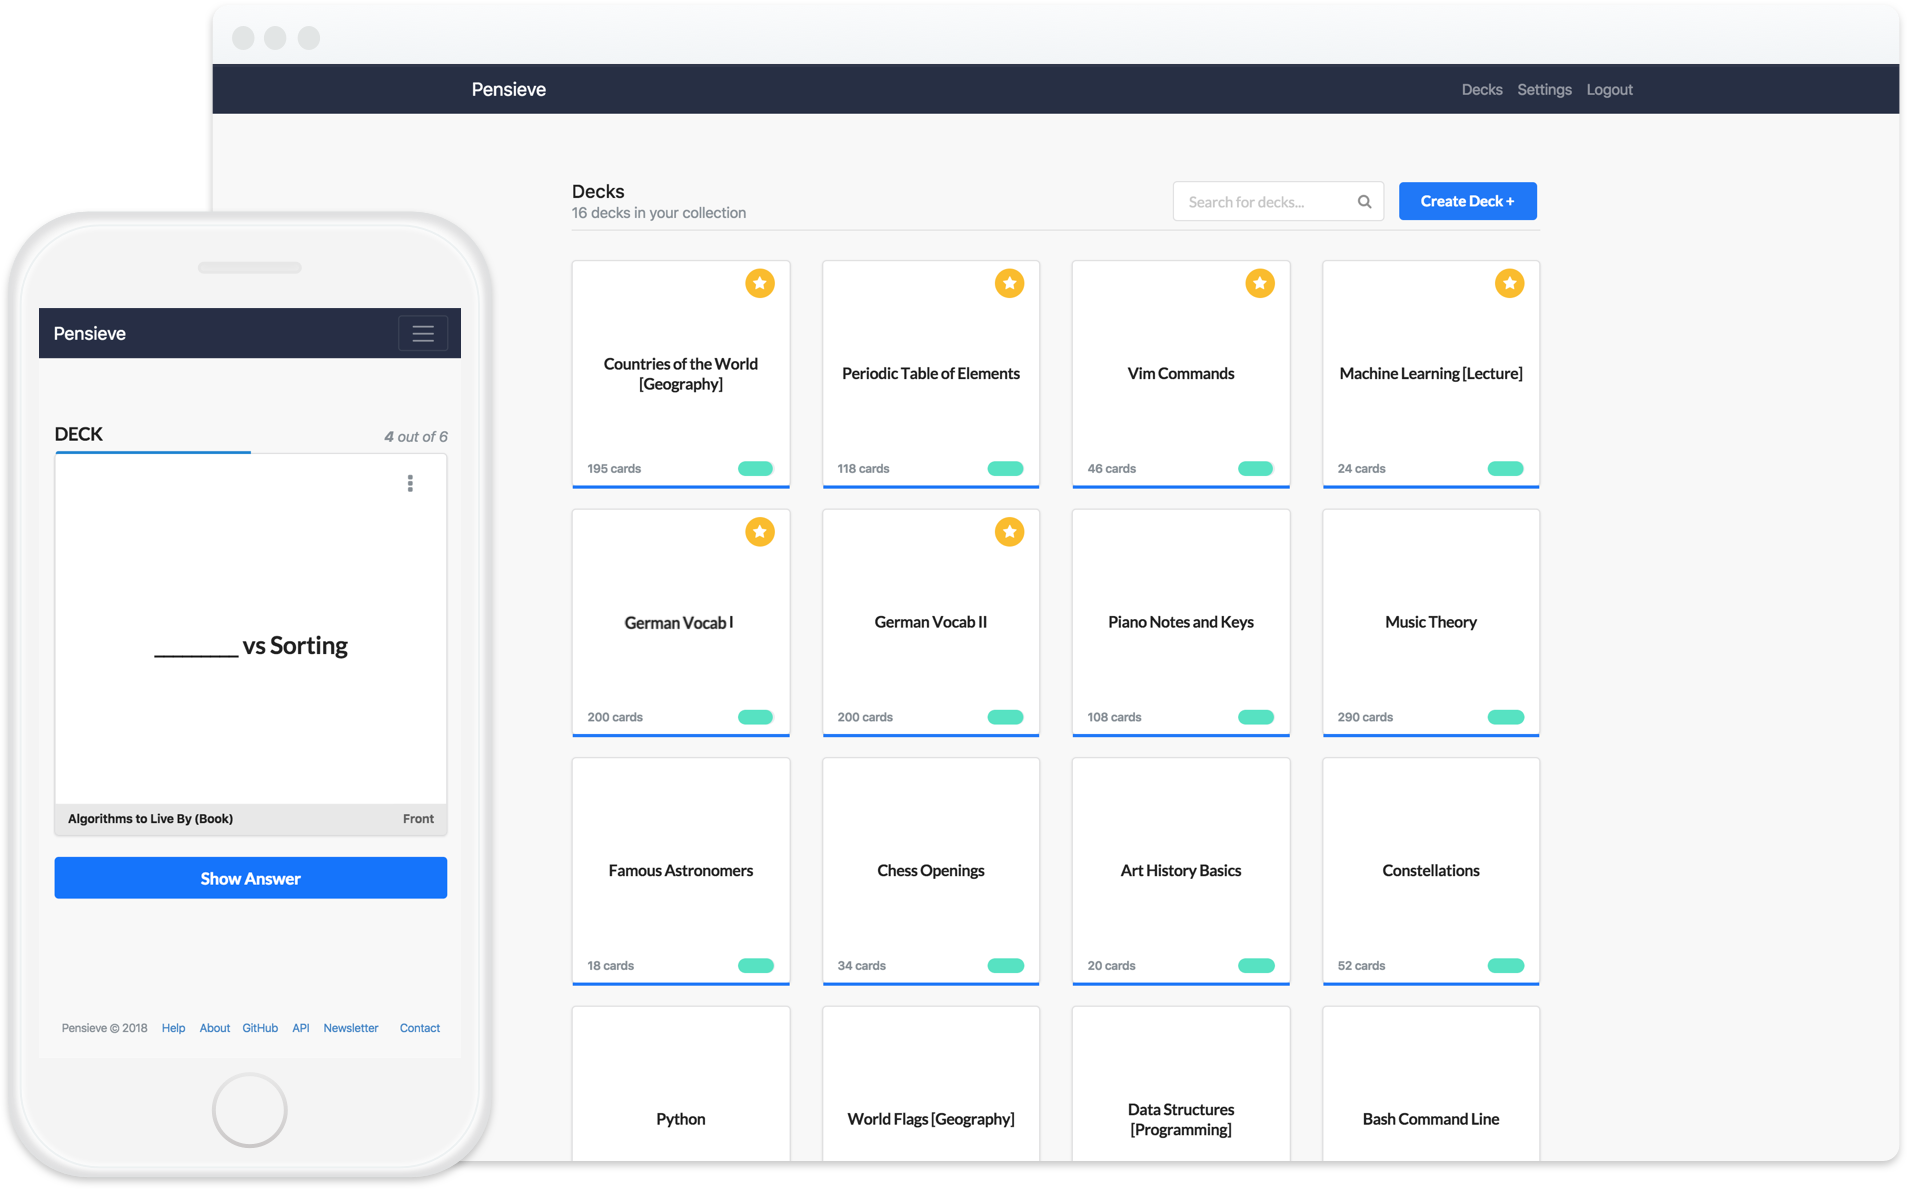 Pensieve
Decks Settings Logout
Decks
16 decks in your collection
Search for decks...
Create Deck +
Countries of the World
[Geography]
195 cards
Periodic Table of Elements
118 cards
Vim Commands
46 cards
Machine Learning [Lecture]
24 cards
German Vocab I
200 cards
German Vocab II
200 cards
Piano Notes and Keys
108 cards
Music Theory
290 cards
Famous Astronomers
18 cards
Chess Openings
34 cards
Art History Basics
20 cards
Constellations
52 cards
Python
World Flags [Geography]
Data Structures
[Programming]
Bash Command Line
Pensieve
DECK
4 out of 6
_________ vs Sorting
Algorithms to Live By (Book)
Front
Show Answer
Pensieve © 2018 Help About GitHub API Newsletter Contact